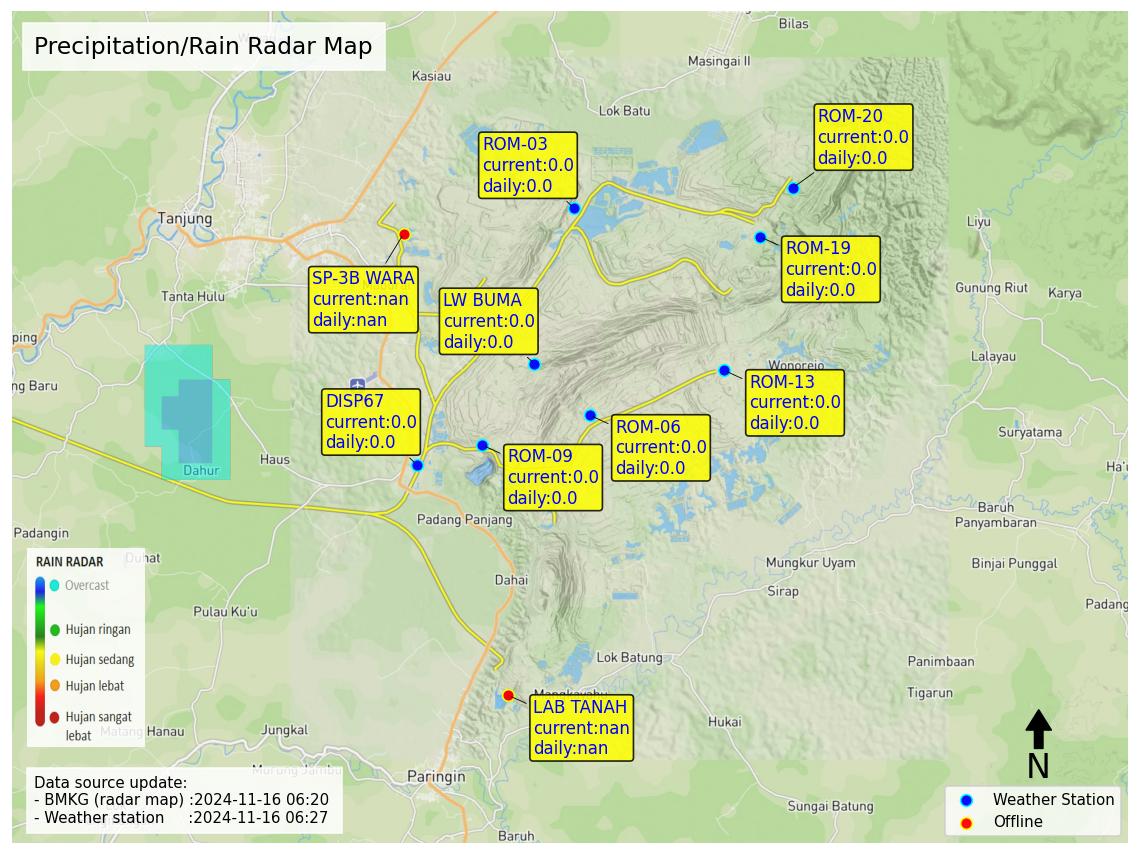 Precipitation/Rain Radar Map
Bilas
Masingai II
Kasiau
Lok Batu
ROM-20
current:0.0
daily:0.0
ROM-03
current:0.0
daily:0.0
Tanjung
Liyu
ROM-19
current:0.0
daily:0.0
SP-3B WARA
current:nan
daily:nan
Tanta Hulu
LW BUMA
current:0.0
daily:0.0
Gunung Riut
Karya
ping
Lalayau
Wonorejo
ng Baru
ROM-13
current:0.0
daily:0.0
DISP67
current:0.0
daily:0.0
ROM-06
current:0.0
daily:0.0
Suryatama
ROM-09
current:0.0
daily:0.0
Haus
Dahur
Ha'u
Baruh
Panyambaran
Padang Panjang
Padangin
Duhat
Mungkur Uyam
Binjai Punggal
Dahai
Sirap
Padang
Pulau Ku'u
RAIN RADAR
Overcast
Hujan ringan
Hujan sedang
Hujan lebat
Hujan sangat
lebat
Lok Batung
Panimbaan
Tigarun
LAB TANAH
current:nan
daily:nan
Hukai
Jungkal
Paringin
Sungai Batung
Baruh
Data source update:
- BMKG (radar map) :2024-11-16 06:20
- Weather station :2024-11-16 06:27
N
Weather Station
Offline